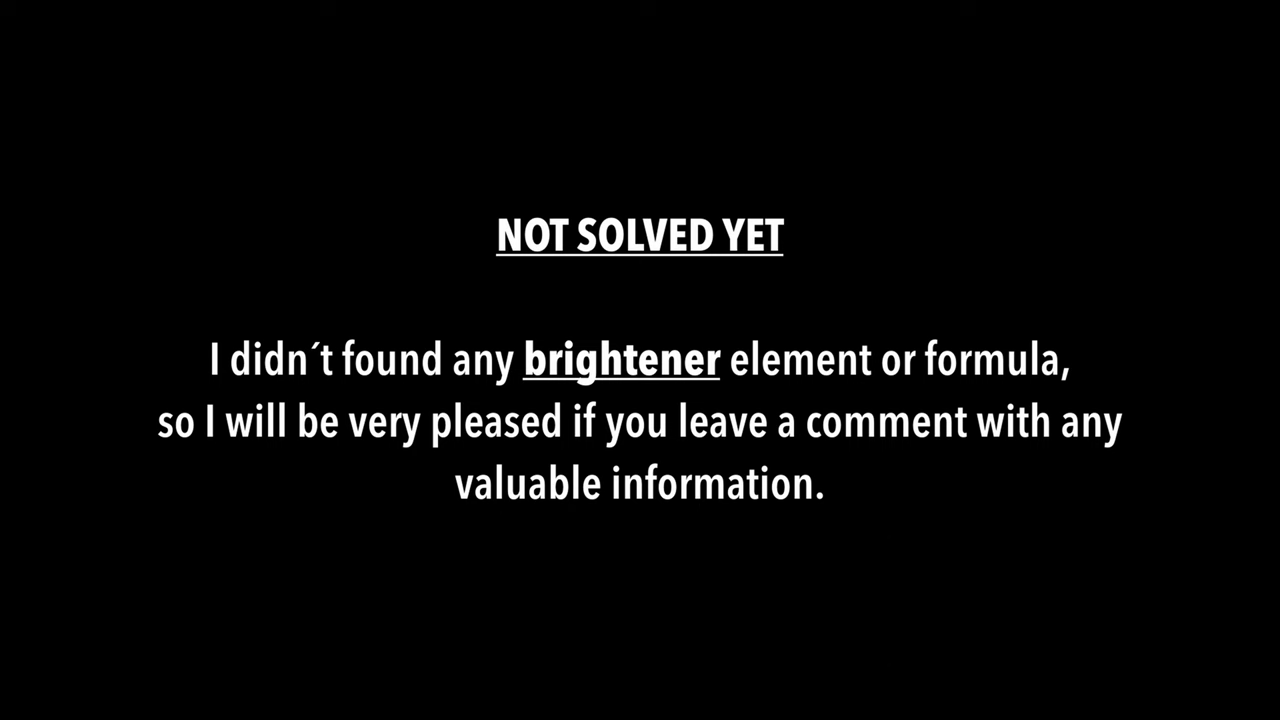 NOT SOLVED YET
I didn´t found any brightener element or formula,
so I will be very pleased if you leave a comment with any
valuable information.